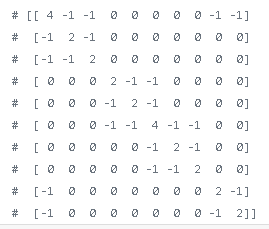 # [[ 4 -1 -1 0 0 0 0 0 -1 -1]
# [-1 2 -1 0 0 0 0 0 0 0]
# [-1 -1 2 0 0 0 0 0 0 0]
# [ 0 0 0 2 -1 -1 0 0 0 0]
# [ 0 0 0 -1 2 -1 0 0 0 0]
# [ 0 0 0 -1 -1 4 -1 -1 0 0]
# [ 0 0 0 0 0 -1 2 -1 0 0]
# [ 0 0 0 0 0 -1 -1 2 0 0]
# [-1 0 0 0 0 0 0 0 2 -1]
# [-1 0 0 0 0 0 0 0 -1 2]]